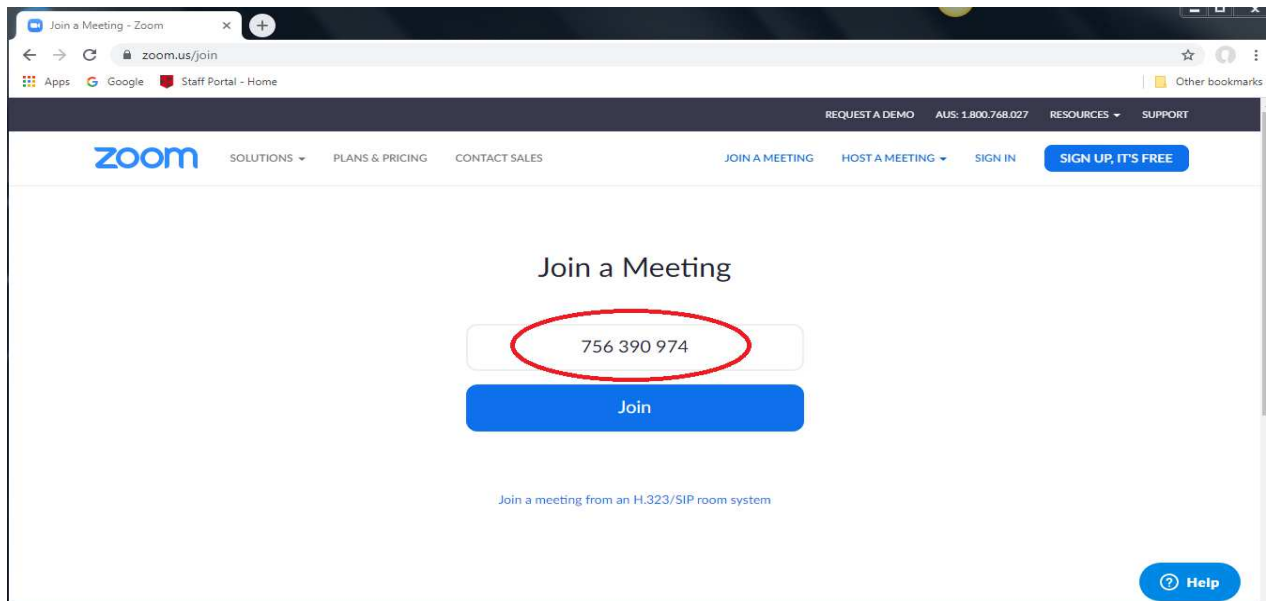 Join a Meeting - Zoom
zoom.us/join
Apps Google Staff Portal - Home Other bookmarks
REQUEST A DEMO AUS: 1.800.768.027 RESOURCES SUPPORT
zoom SOLUTIONS PLANS & PRICING CONTACT SALES JOIN A MEETING HOST A MEETING SIGN IN SIGN UP, IT'S FREE
Join a Meeting
756 390 974
Join
Join a meeting from an H.323/SIP room system
Help